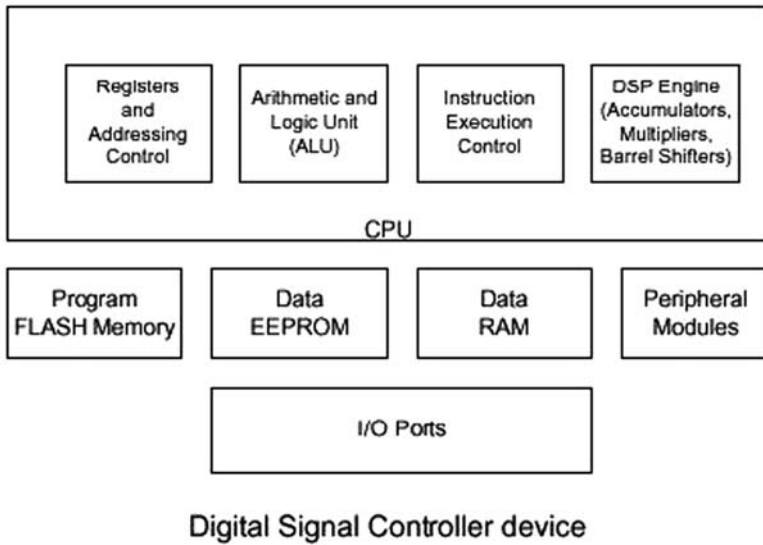 Registers
and
Addressing
Control
Arithmetic and
Logic Unit
(ALU)
Instruction
Execution
Control
DSP Engine
(Accumulators,
Multipliers,
Barrel Shifters)
CPU
Program
FLASH Memory
Data
EEPROM
Data
RAM
Peripheral
Modules
I/O Ports
Digital Signal Controller device